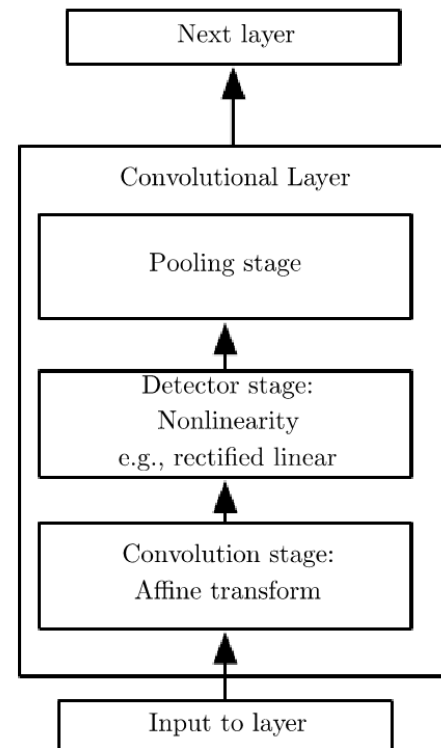 Next layer
Convolutional Layer
Pooling stage
Detector stage:
Nonlinearity
e.g., rectified linear
Convolution stage:
Affine transform
Input to layer